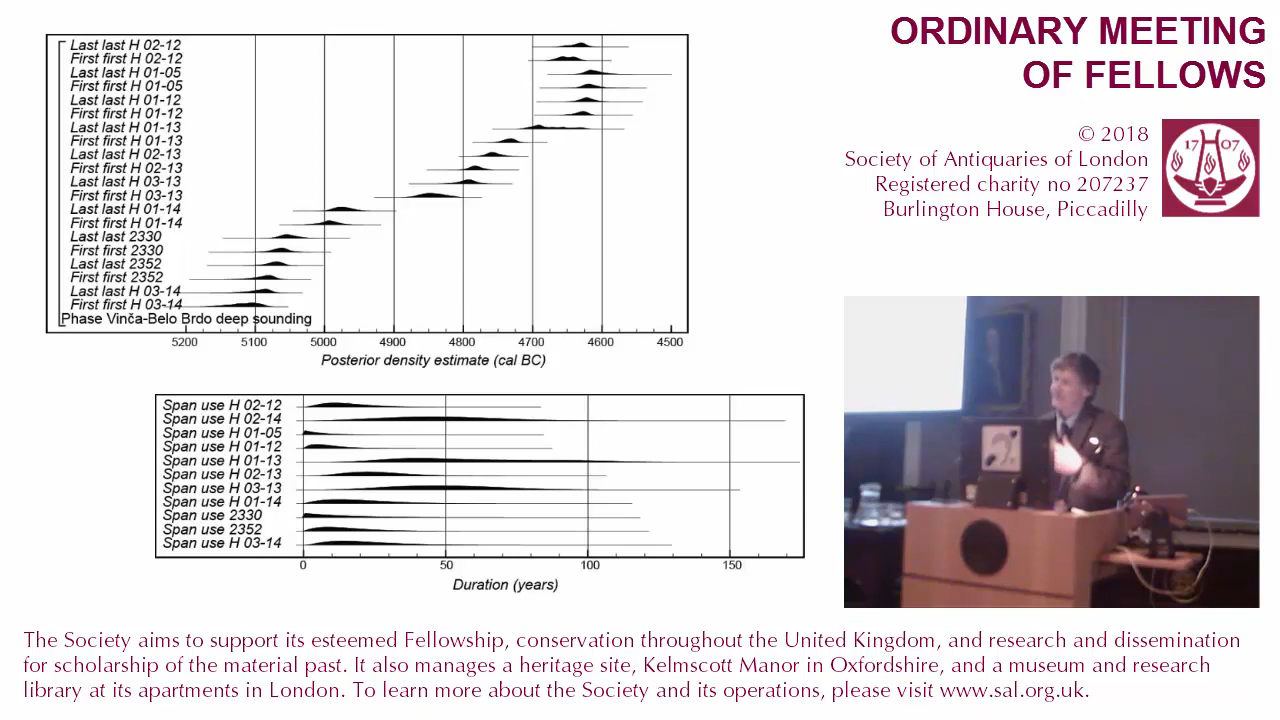 ORDINARY MEETING
OF FELLOWS
© 2018
Society of Antiquaries of London
Registered charity no 207237
Burlington House, Piccadilly
17 07
Last last H 02-12
First first H 02-12
Last last H 01-05
First first H 01-05
Last last H 01-12
First first H 01-12
Last last H 01-13
First first H 01-13
Last last H 02-13
First first H 02-13
Last last H 03-13
First first H 03-13
Last last H 01-14
First first H 01-14
Last last 2330
First first 2330
Last last 2352
First first 2352
Last last H 03-14
First first H 03-14
Phase Vinča-Belo Brdo deep sounding
5200 5100 5000 4900 4800 4700 4600 4500
Posterior density estimate (cal BC)
Span use H 02-12
Span use H 02-14
Span use H 01-05
Span use H 01-12
Span use H 01-13
Span use H 02-13
Span use H 03-13
Span use H 01-14
Span use 2330
Span use 2352
Span use H 03-14
0 50 100 150
Duration (years)
The Society aims to support its esteemed Fellowship, conservation throughout the United Kingdom, and research and dissemination
for scholarship of the material past. It also manages a heritage site, Kelmscott Manor in Oxfordshire, and a museum and research
library at its apartments in London. To learn more about the Society and its operations, please visit www.sal.org.uk.